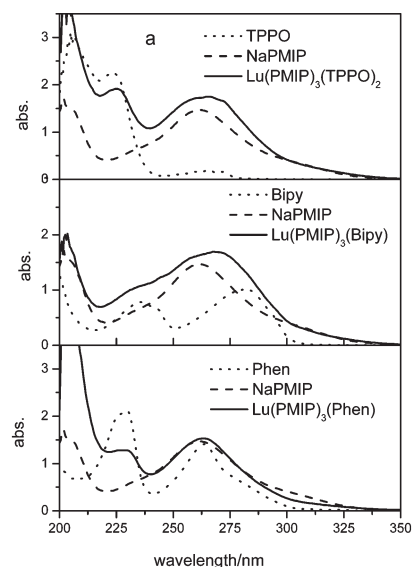 a
TPPO
NaPMIP
Lu(PMIP)3(TPPO)2
abs.
3
2
1
0
Bipy
NaPMIP
Lu(PMIP)3(Bipy)
abs.
3
2
1
0
Phen
NaPMIP
Lu(PMIP)3(Phen)
abs.
3
2
1
0
200 225 250 275 300 325 350
wavelength/nm